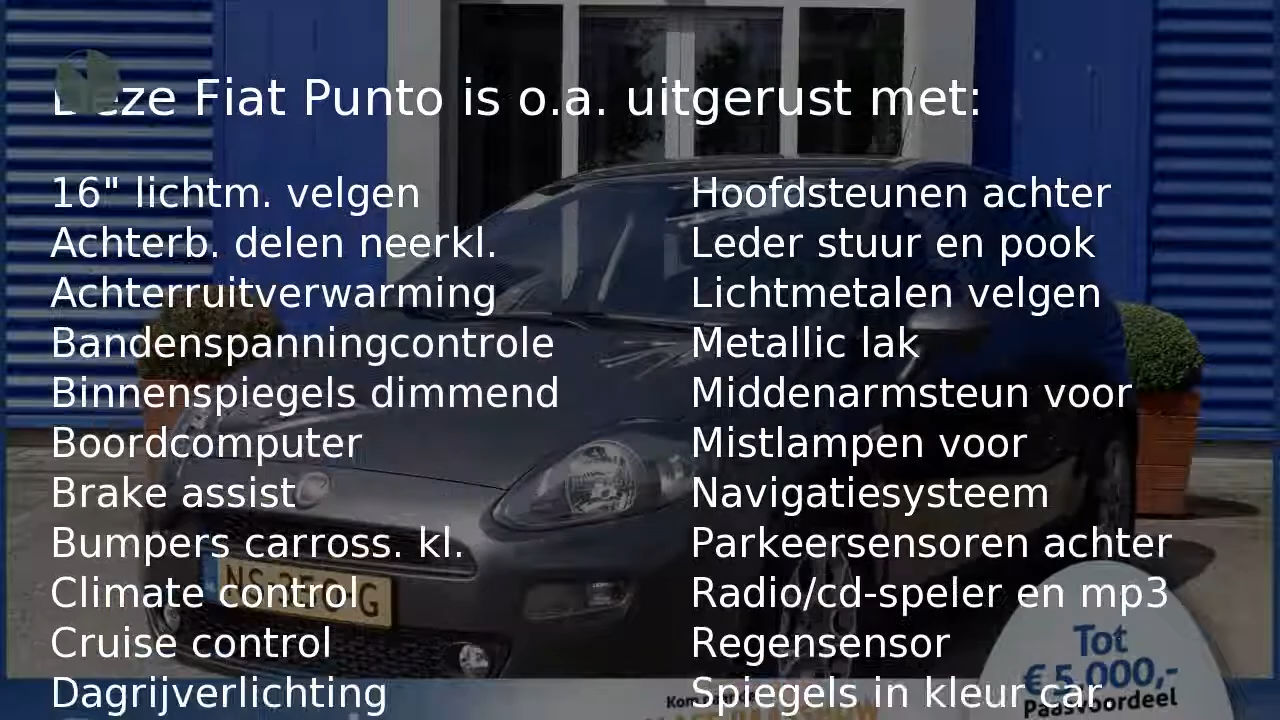 Deze Fiat Punto is o.a. uitgerust met:
16" lichtm. velgen
Achterb. delen neerkl.
Achterruitverwarming
Bandenspanningcontrole
Binnenspiegels dimmend
Boordcomputer
Brake assist
Bumpers carross. kl.
Climate control
Cruise control
Dagrijverlichting
Hoofdsteunen achter
Leder stuur en pook
Lichtmetalen velgen
Metallic lak
Middenarmsteun voor
Mistlampen voor
Navigatiesysteem
Parkeersensoren achter
Radio/cd-speler en mp3
Regensensor
Spiegels in kleur car.
Tot
€ 5.000,-
Paasvoordeel